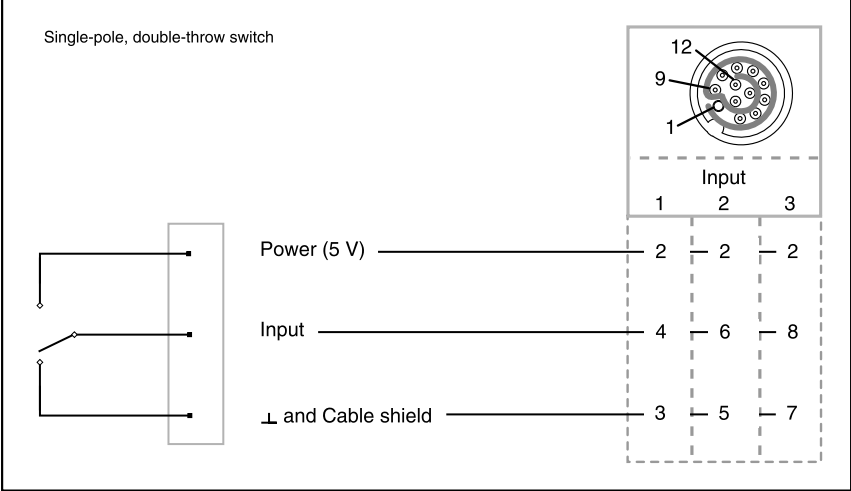 Single-pole, double-throw switch
12
9
1
Input
1 2 3
Power (5 V) 2 2 2
Input 4 6 8
⊥ and Cable shield 3 5 7